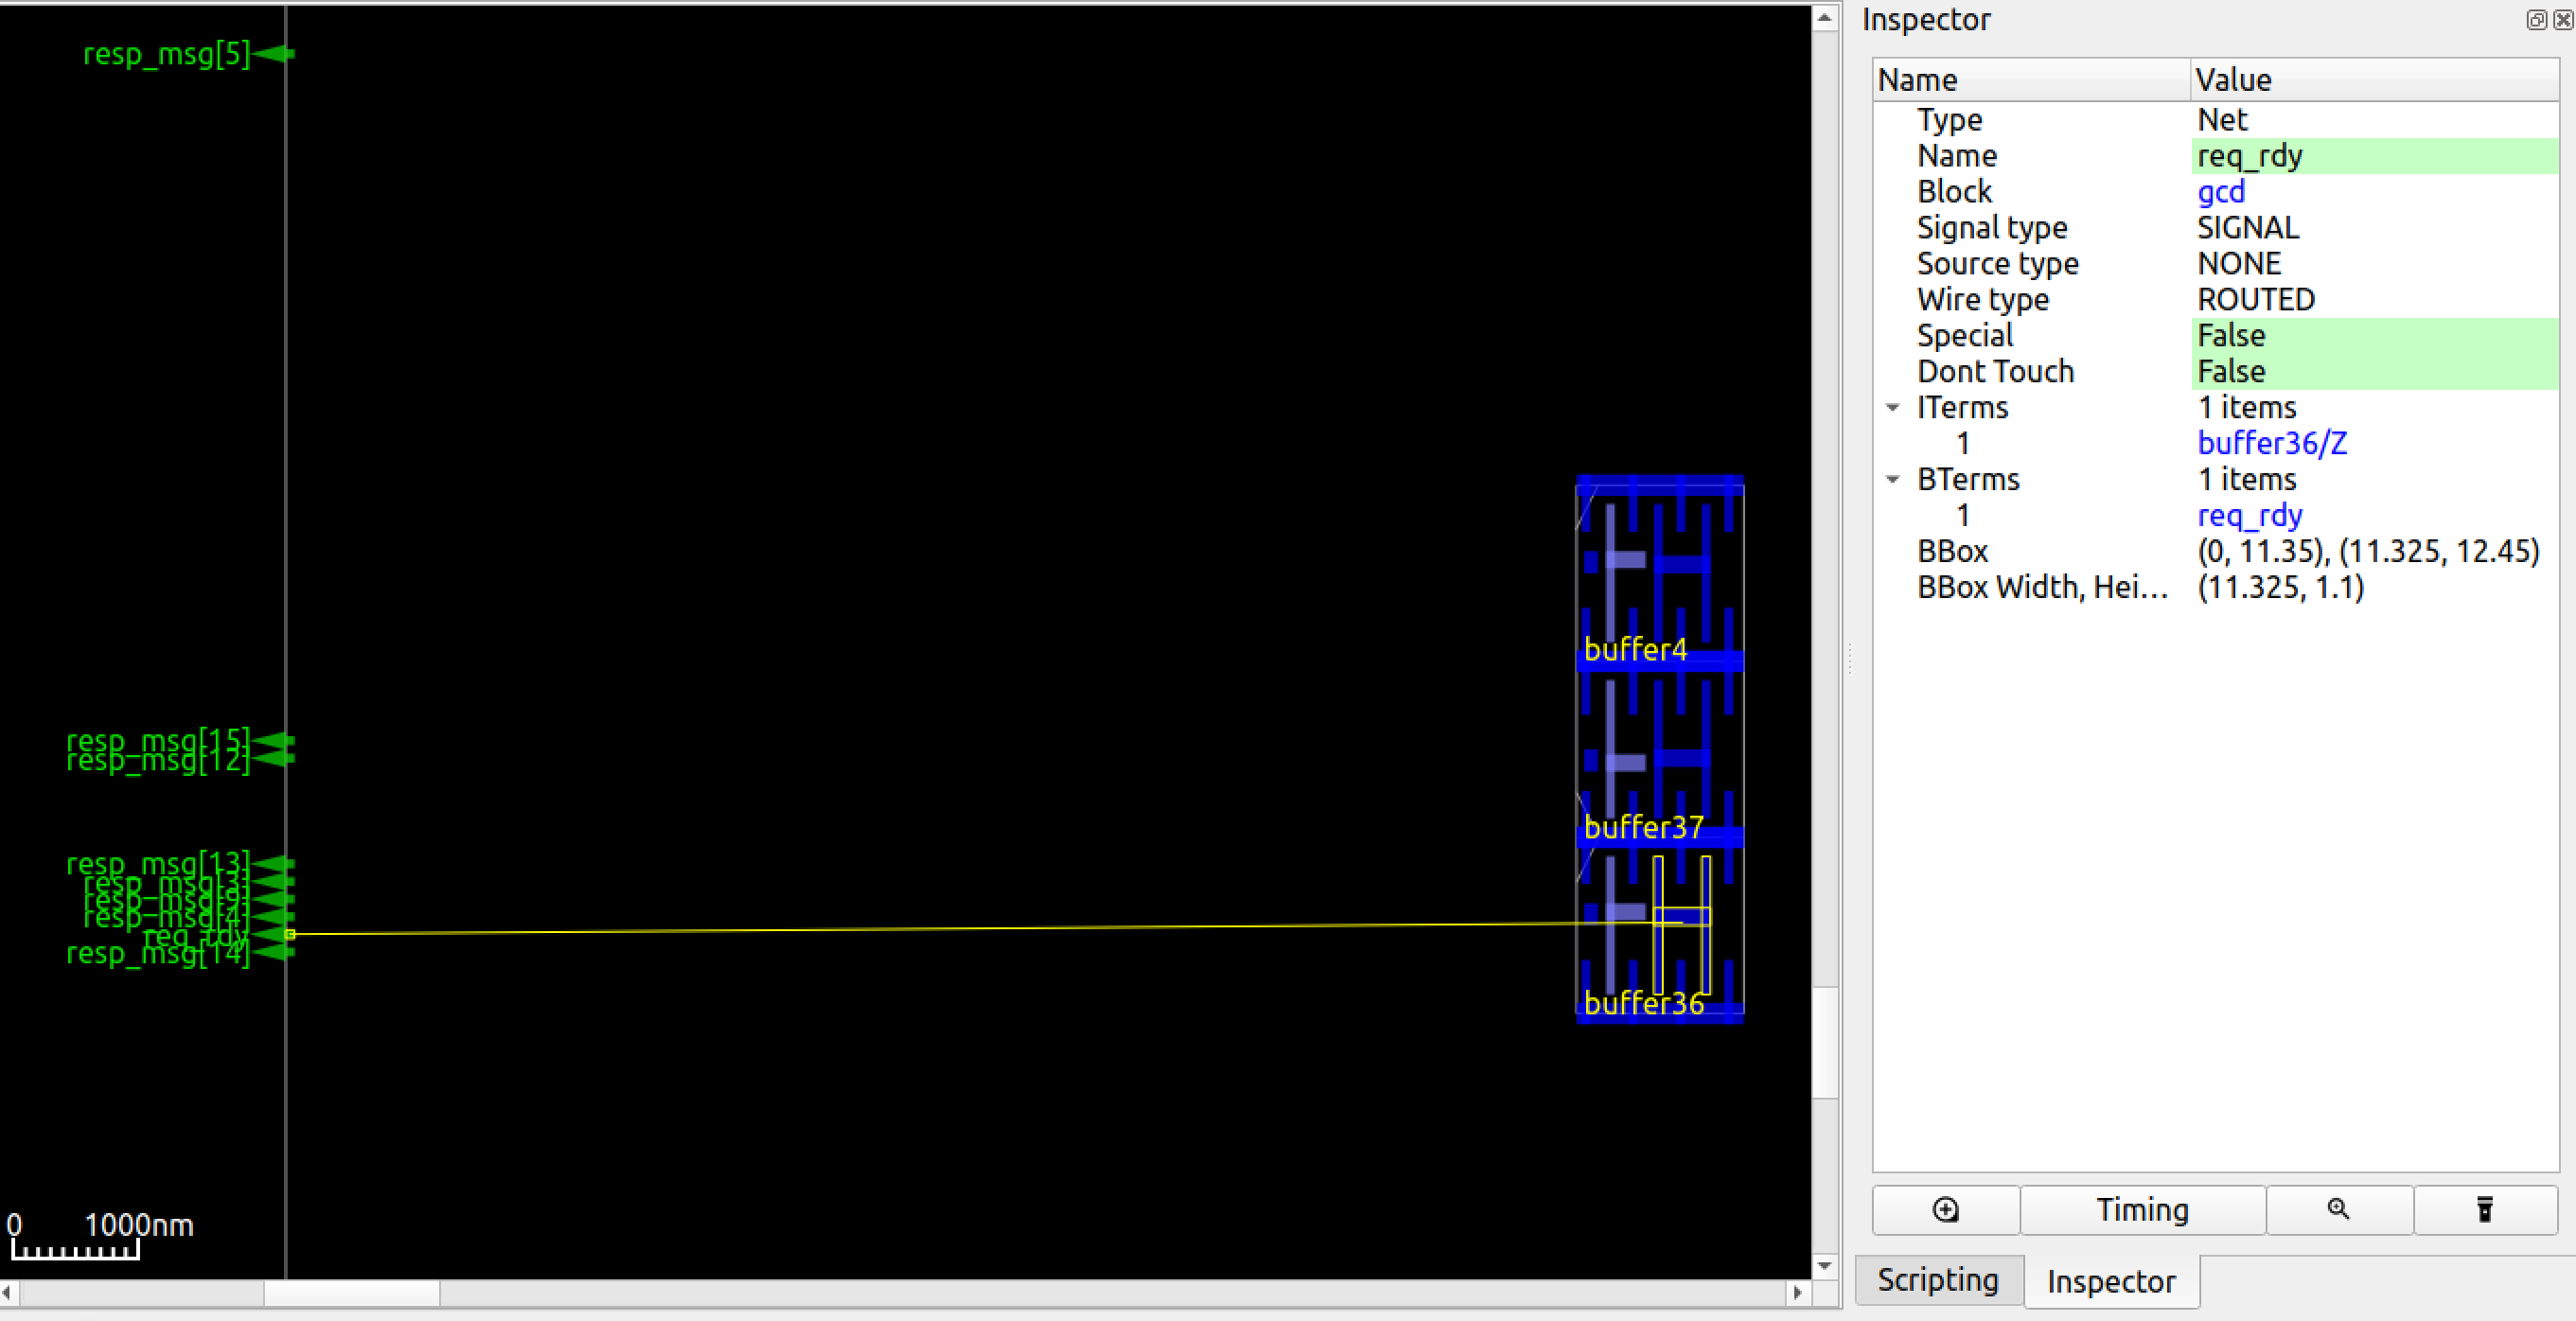 resp_msg[5]
resp_msg[15]
resp_msg[12]
resp_msg[13]
resp_msg[3]
resp_msg[9]
resp_msg[4]
req_rdy
resp_msg[14]
buffer4
buffer37
buffer36
0 1000nm
Inspector
Name Value
Type Net
Name req_rdy
Block gcd
Signal type SIGNAL
Source type NONE
Wire type ROUTED
Special False
Dont Touch False
ITerms 1 items
1 buffer36/Z
BTerms 1 items
1 req_rdy
BBox (0, 11.35), (11.325, 12.45)
BBox Width, Hei... (11.325, 1.1)
Timing
Scripting Inspector